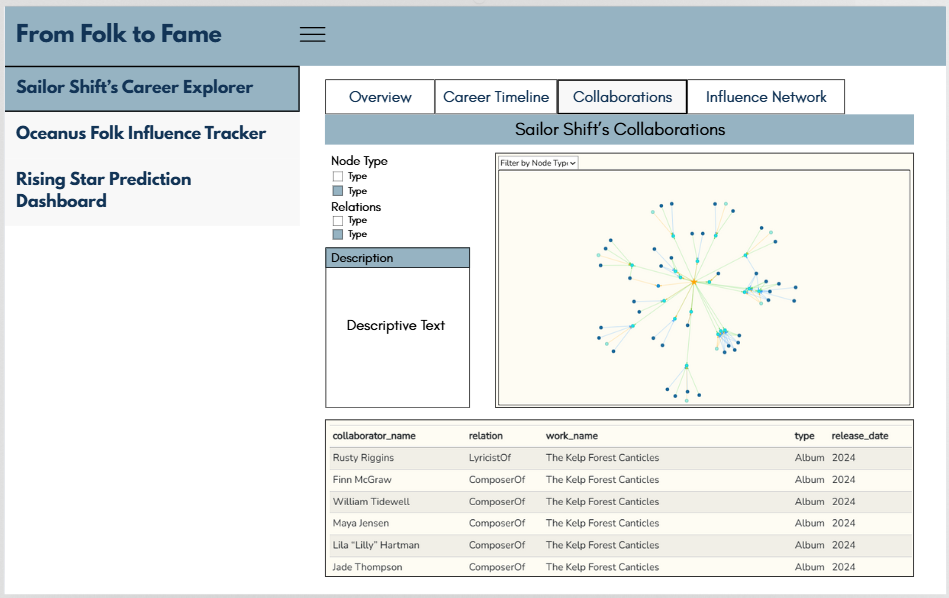 From Folk to Fame
Sailor Shift's Career Explorer
Oceanus Folk Influence Tracker
Rising Star Prediction
Dashboard
Overview
Career Timeline
Collaborations
Influence Network
Sailor Shift's Collaborations
Node Type
Type
Type
Relations
Type
Type
Description
Descriptive Text
Filter by Node Type
collaborator_name relation work_name type release_date
Rusty Riggins LyricistOf The Kelp Forest Canticles Album 2024
Finn McGraw ComposerOf The Kelp Forest Canticles Album 2024
William Tidewell ComposerOf The Kelp Forest Canticles Album 2024
Maya Jensen ComposerOf The Kelp Forest Canticles Album 2024
Lila "Lilly" Hartman ComposerOf The Kelp Forest Canticles Album 2024
Jade Thompson ComposerOf The Kelp Forest Canticles Album 2024